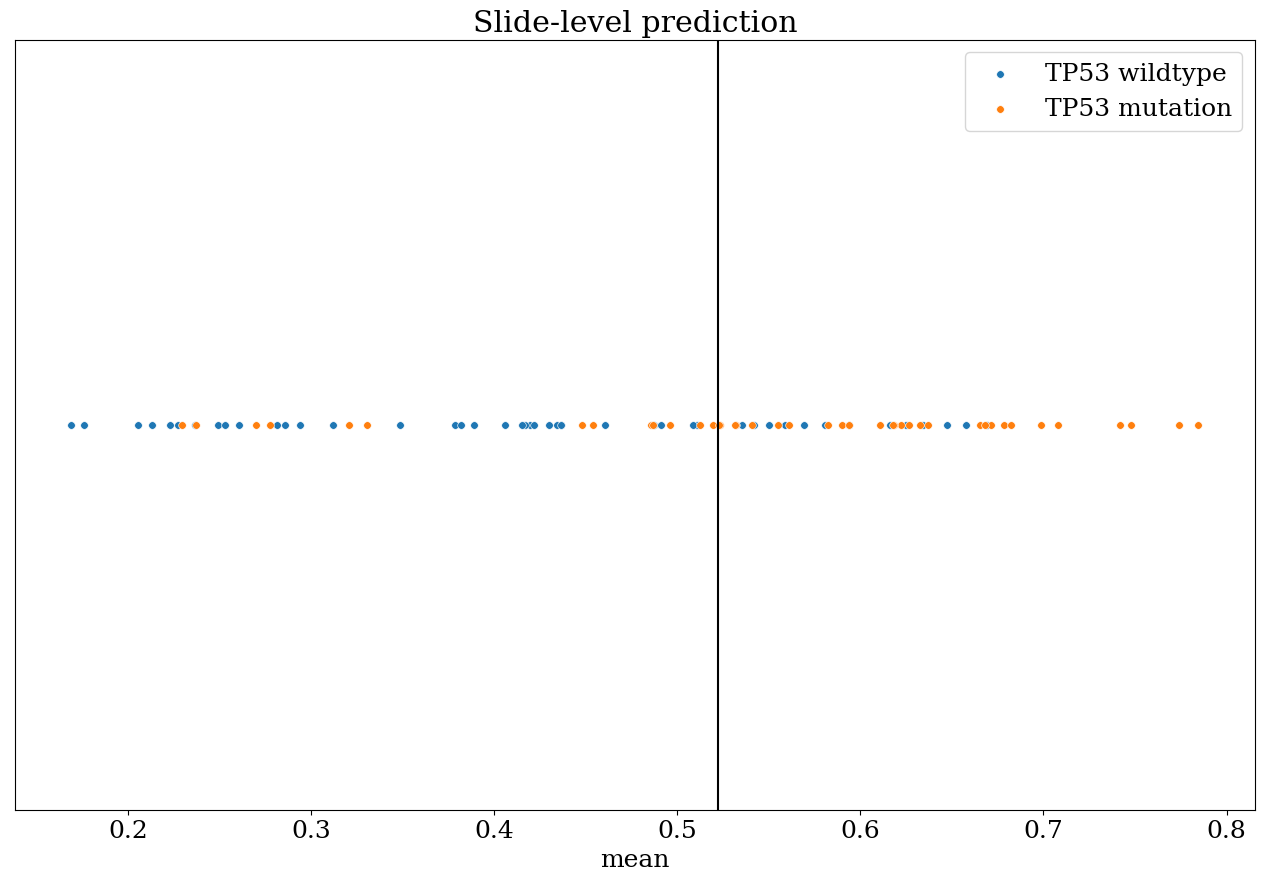 Slide-level prediction
TP53 wildtype
TP53 mutation
0.2 0.3 0.4 0.5 0.6 0.7 0.8
mean